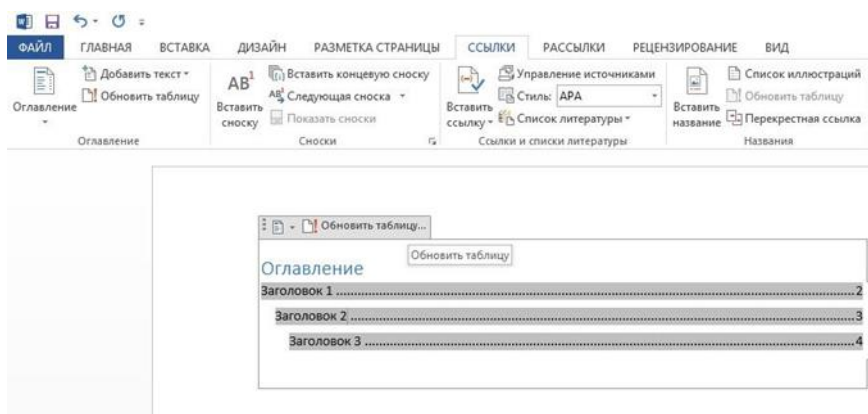 ФАЙЛ ГЛАВНАЯ ВСТАВКА ДИЗАЙН РАЗМЕТКА СТРАНИЦЫ ССЫЛКИ РАССЫЛКИ РЕЦЕНЗИРОВАНИЕ ВИД
Оглавление
Добавить текст
Обновить таблицу
Оглавление
AB1
Вставить
сноску
Вставить концевую сноску
Следующая сноска
Показать сноски
Сноски
Вставить
ссылку
Управление источниками
Стиль: APA
Список литературы
Ссылки и списки литературы
Вставить
название
Список иллюстраций
Обновить таблицу
Перекрестная ссылка
Названия
Обновить таблицу...
Обновить таблицу
Оглавление
Заголовок 1 ........ 2
Заголовок 2 ........ 3
Заголовок 3 ........ 4